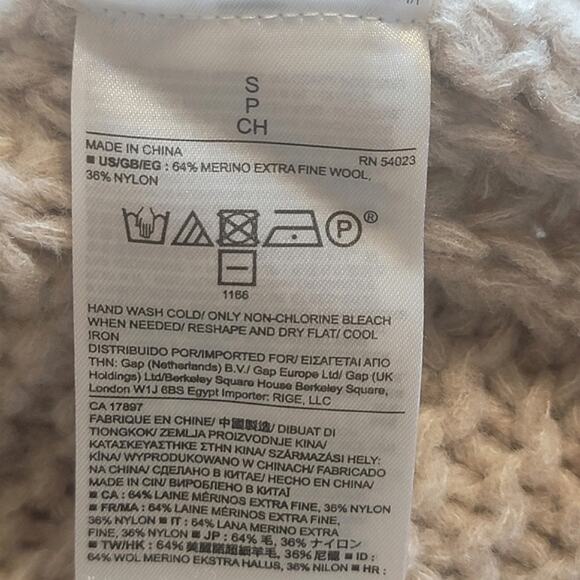 1/1
S
P
CH
MADE IN CHINA RN 54023
■ US/GB/EG : 64% MERINO EXTRA FINE WOOL,
36% NYLON
P ®
1166
HAND WASH COLD/ ONLY NON-CHLORINE BLEACH
WHEN NEEDED/ RESHAPE AND DRY FLAT/ COOL
IRON
DISTRIBUIDO POR/IMPORTED FOR/ ΕΙΣΑΓΕΤΑΙ ΑΠΟ
ΤΗΝ: Gap (Netherlands) B.V./ Gap Europe Ltd/ Gap (UK
Holdings) Ltd/Berkeley Square House Berkeley Square,
London W1J 6BS Egypt Importer: RIGE, LLC
CA 17897
FABRIQUÉ EN CHINE/ 中國製造/ DIBUAT DI
TIONGKOK/ ZEMLJA PROIZVODNJE KINA/
ΚΑΤΑΣΚΕΥΑΣΤΗΚΕ ΣΤΗΝ ΚΙΝΑ/ SZÁRMAZÁSI HELY:
KÍNA/ WYPRODUKOWANO W CHINACH/ FABRICADO
NA CHINA/ СДЕЛАНО В КИТАЕ/ HECHO EN CHINA/
MADE IN CIN/ ВИРОБЛЕНО В КИТАЇ
■ CA : 64% LAINE MÉRINOS EXTRA FINE, 36% NYLON
■ FR/MA : 64% LAINE MÉRINOS EXTRA FINE,
36% NYLON ■ IT : 64% LANA MERINO EXTRA
FINE, 36% NYLON ■ JP : 64% 毛, 36% ナイロン
■ TW/HK : 64% 美麗諾超細羊毛, 36% 尼龍 ■ ID :
64% WOL MERINO EKSTRA HALUS, 36% NILON ■ HR :